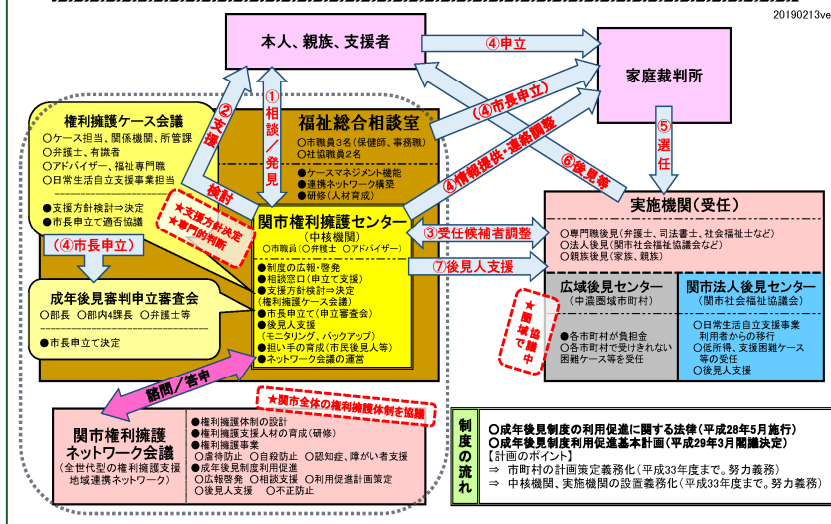 20190213ve
本人、親族、支援者
④申立
家庭裁判所
①相談／発見
②支援
(④市長申立)
④情報提供・連絡調整
⑤選任
⑥後見等
権利擁護ケース会議
○ケース担当、関係機関、所管課
○弁護士、有識者
○アドバイザー、福祉専門職
○日常生活自立支援事業担当
●支援方針検討⇒決定
●市長申立て適否協議
検討
★支援方針決定
★専門的判断
(④市長申立)
成年後見審判申立審査会
○部長 ○部内4課長 ○弁護士等
●市長申立て決定
福祉総合相談室
○市職員3名(保健師、事務職)
○社協職員2名
●ケースマネジメント機能
●連携ネットワーク構築
●研修(人材育成)
関市権利擁護センター
(中核機関)
○市職員(○弁護士 ○アドバイザー)
●制度の広報・啓発
●相談窓口(申立て支援)
●支援方針検討⇒決定
(権利擁護ケース会議)
●市長申立て(申立審査会)
●後見人支援
(モニタリング、バックアップ)
●担い手の育成(市民後見人等)
●ネットワーク会議の運営
③受任候補者調整
⑦後見人支援
実施機関(受任)
○専門職後見(弁護士、司法書士、社会福祉士など)
○法人後見(関市社会福祉協議会など)
○親族後見(家族、親族)
★圏域で
協議中
広域後見センター
(中濃圏域市町村)
●各市町村が負担金
○各市町村で受けきれない
困難ケース等を受任
関市法人後見センター
(関市社会福祉協議会)
○日常生活自立支援事業
利用者からの移行
○低所得、支援困難ケース
等の受任
○後見人支援
諮問／答申
★関市全体の権利擁護体制を協議
関市権利擁護
ネットワーク会議
(全世代型の権利擁護支援
地域連携ネットワーク)
●権利擁護体制の設計
●権利擁護支援人材の育成(研修)
●権利擁護事業
○虐待防止 ○自殺防止 ○認知症、障がい者支援
●成年後見制度利用促進
○広報啓発 ○相談支援 ○利用促進計画策定
○後見人支援 ○不正防止
制度の流れ
○成年後見制度の利用促進に関する法律(平成28年5月施行)
○成年後見制度利用促進基本計画(平成29年3月閣議決定)
【計画のポイント】
⇒ 市町村の計画策定義務化(平成33年度まで。努力義務)
⇒ 中核機関、実施機関の設置義務化(平成33年度まで。努力義務)